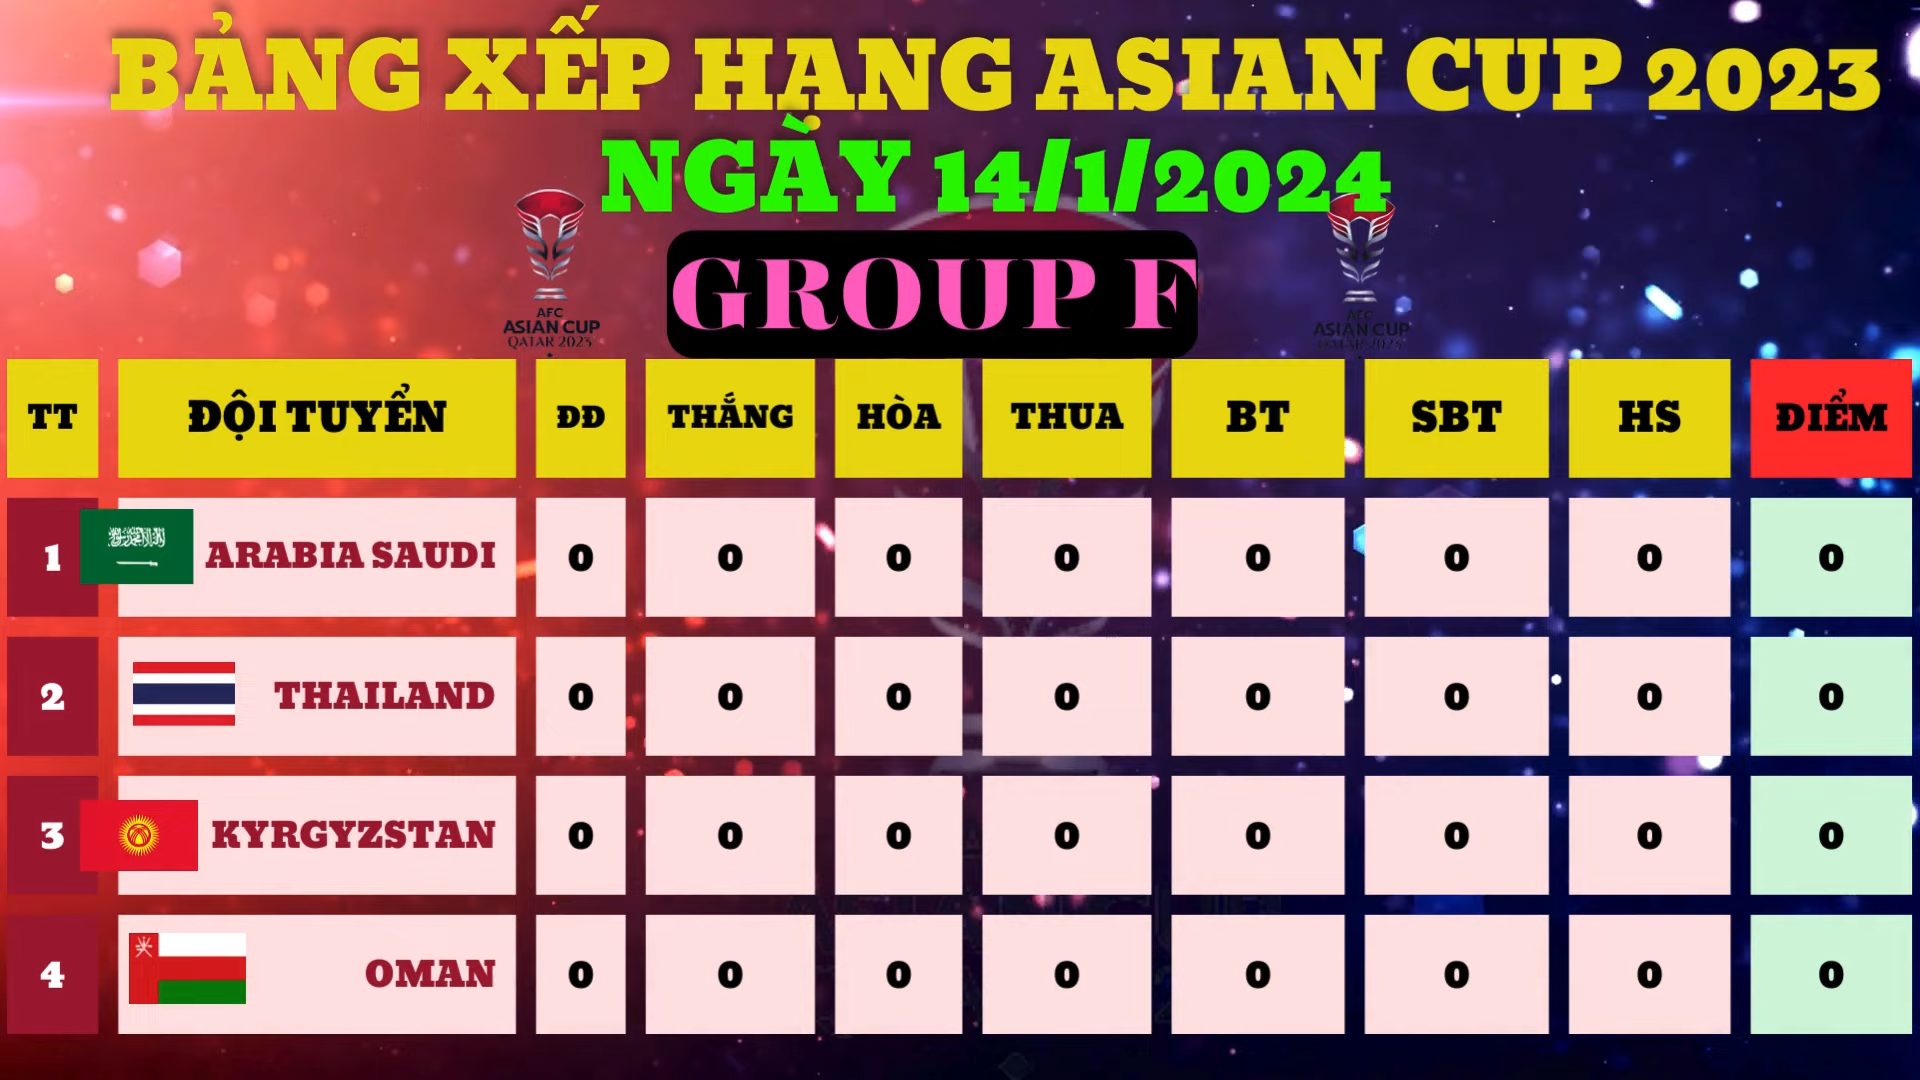 BẢNG XẾP HẠNG ASIAN CUP 2023
NGÀY 14/1/2024
GROUP F
AFC
ASIAN CUP
QATAR 2023
AFC
ASIAN CUP
QATAR 2023
TT ĐỘI TUYỂN ĐĐ THẮNG HÒA THUA BT SBT HS ĐIỂM
1 ARABIA SAUDI 0 0 0 0 0 0 0 0
2 THAILAND 0 0 0 0 0 0 0 0
3 KYRGYZSTAN 0 0 0 0 0 0 0 0
4 OMAN 0 0 0 0 0 0 0 0